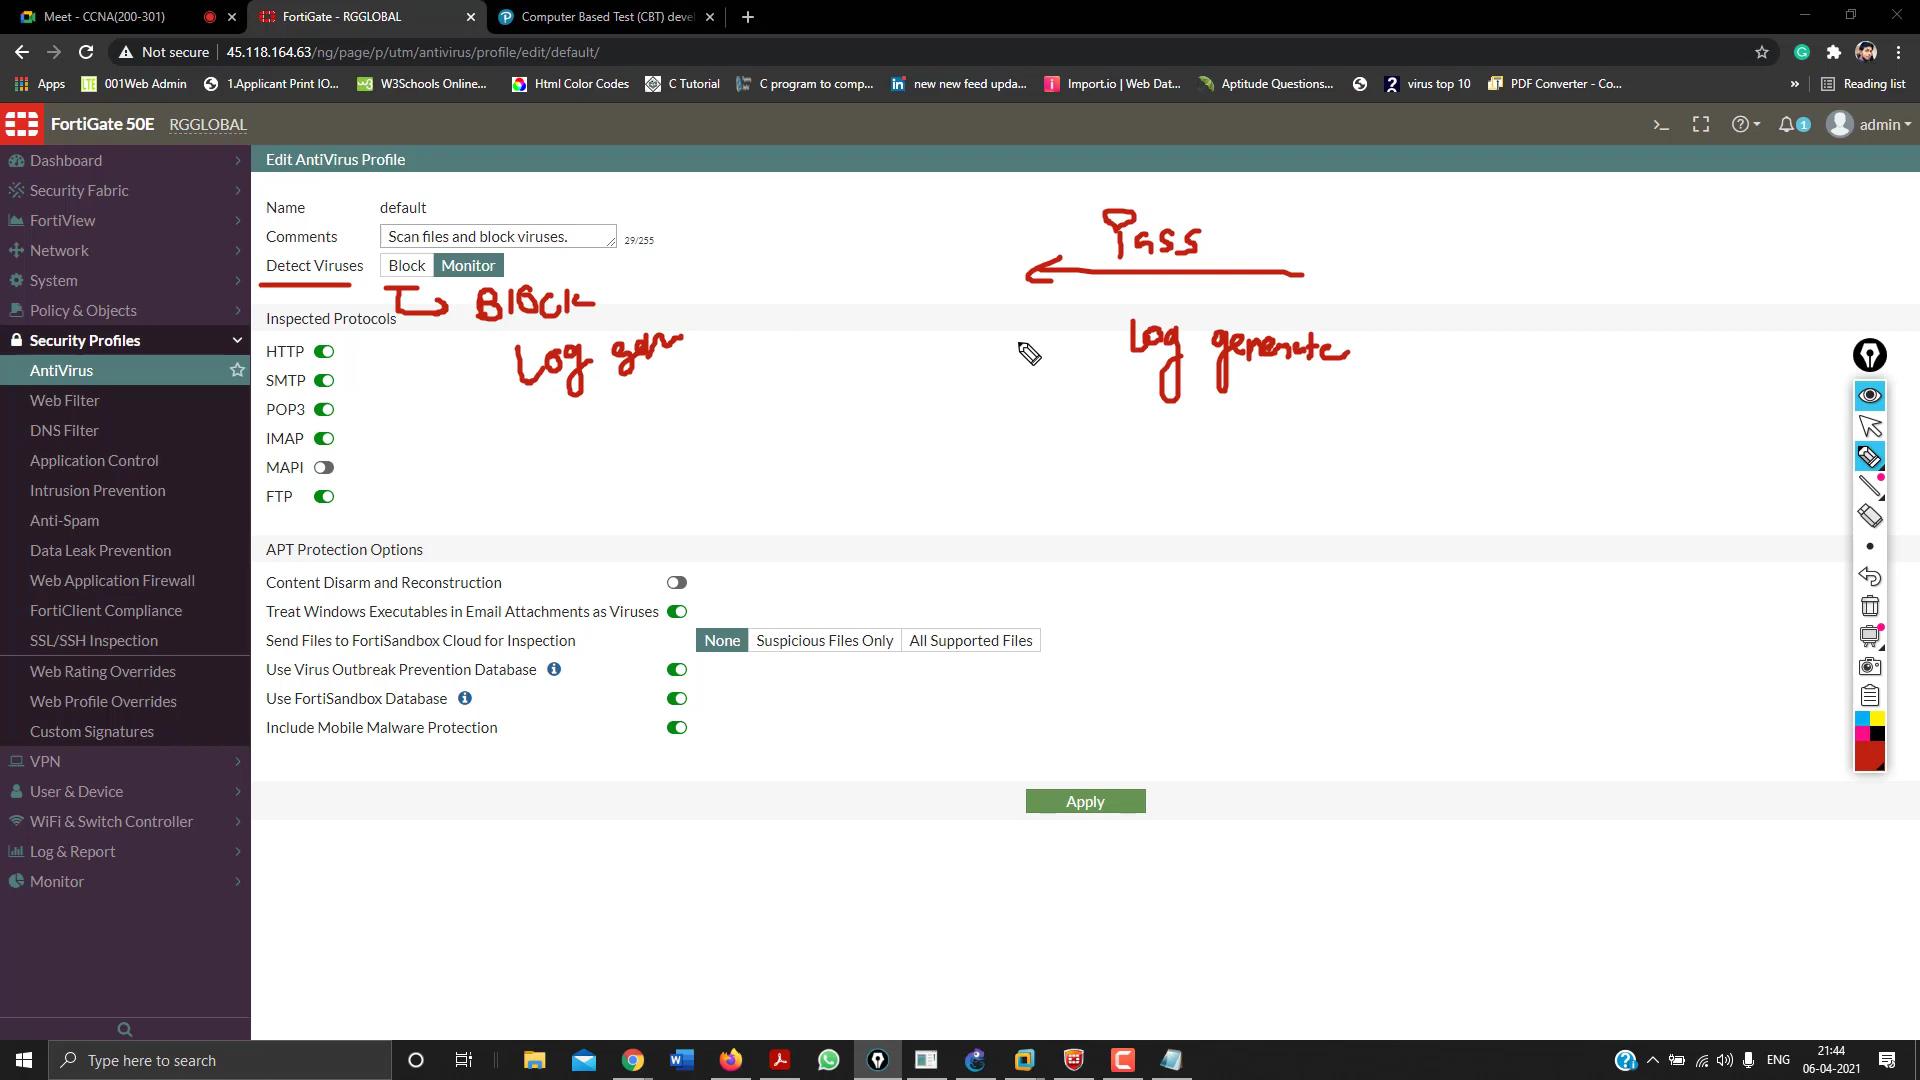 Meet - CCNA(200-301)
FortiGate - RGGLOBAL
Computer Based Test (CBT) deve
Not secure
45.118.164.63/ng/page/p/utm/antivirus/profile/edit/default/
Apps
001Web Admin
1.Applicant Print IO...
W3Schools Online...
Html Color Codes
C Tutorial
C program to comp...
new new feed upda...
Import.io | Web Dat...
Aptitude Questions...
virus top 10
PDF Converter - Co...
»
Reading list
FortiGate 50E
RGGLOBAL
1
admin
Dashboard
Security Fabric
FortiView
Network
System
Policy & Objects
Security Profiles
AntiVirus
Web Filter
DNS Filter
Application Control
Intrusion Prevention
Anti-Spam
Data Leak Prevention
Web Application Firewall
FortiClient Compliance
SSL/SSH Inspection
Web Rating Overrides
Web Profile Overrides
Custom Signatures
VPN
User & Device
WiFi & Switch Controller
Log & Report
Monitor
Edit AntiVirus Profile
Name default
Comments Scan files and block viruses. 29/255
Detect Viruses Block Monitor
Pass
Block
Log gen
Log generate
Inspected Protocols
HTTP
SMTP
POP3
IMAP
MAPI
FTP
APT Protection Options
Content Disarm and Reconstruction
Treat Windows Executables in Email Attachments as Viruses
Send Files to FortiSandbox Cloud for Inspection None Suspicious Files Only All Supported Files
Use Virus Outbreak Prevention Database
Use FortiSandbox Database
Include Mobile Malware Protection
Apply
Type here to search
ENG
21:44
06-04-2021